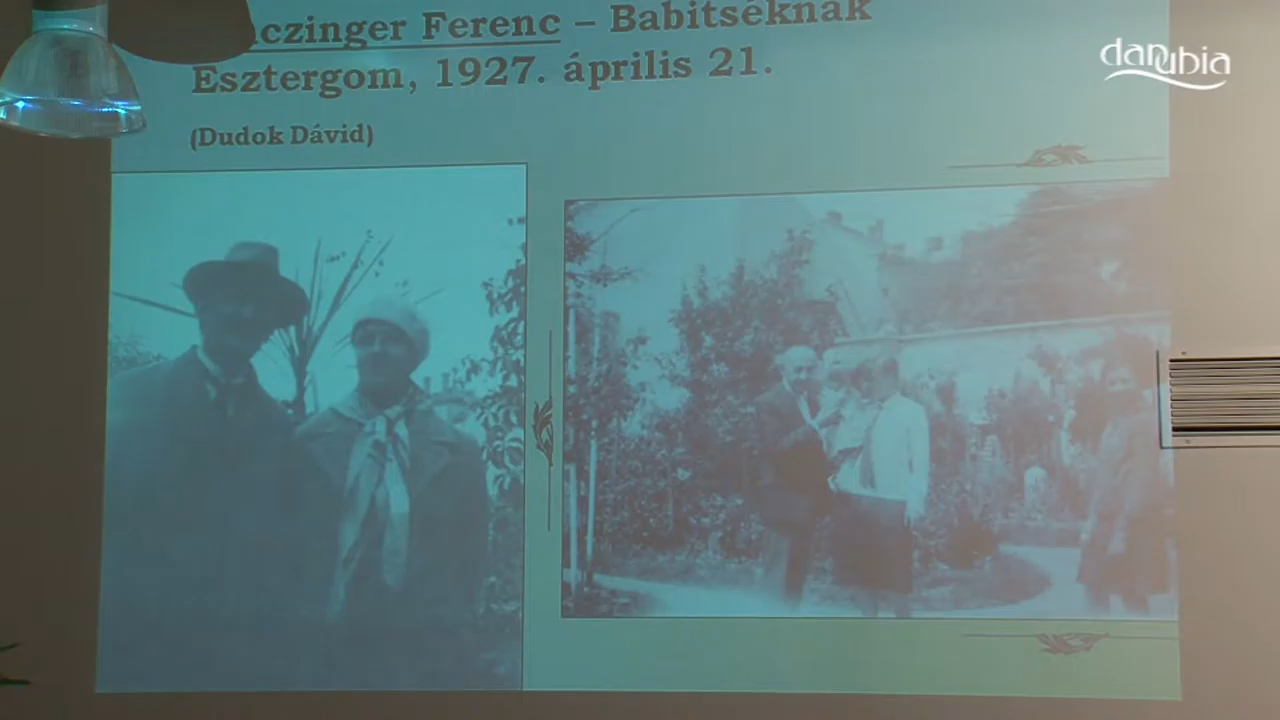 Ferenc – Babitséknak
Esztergom, 1927. április 21.
(Dudok Dávid)
danubia